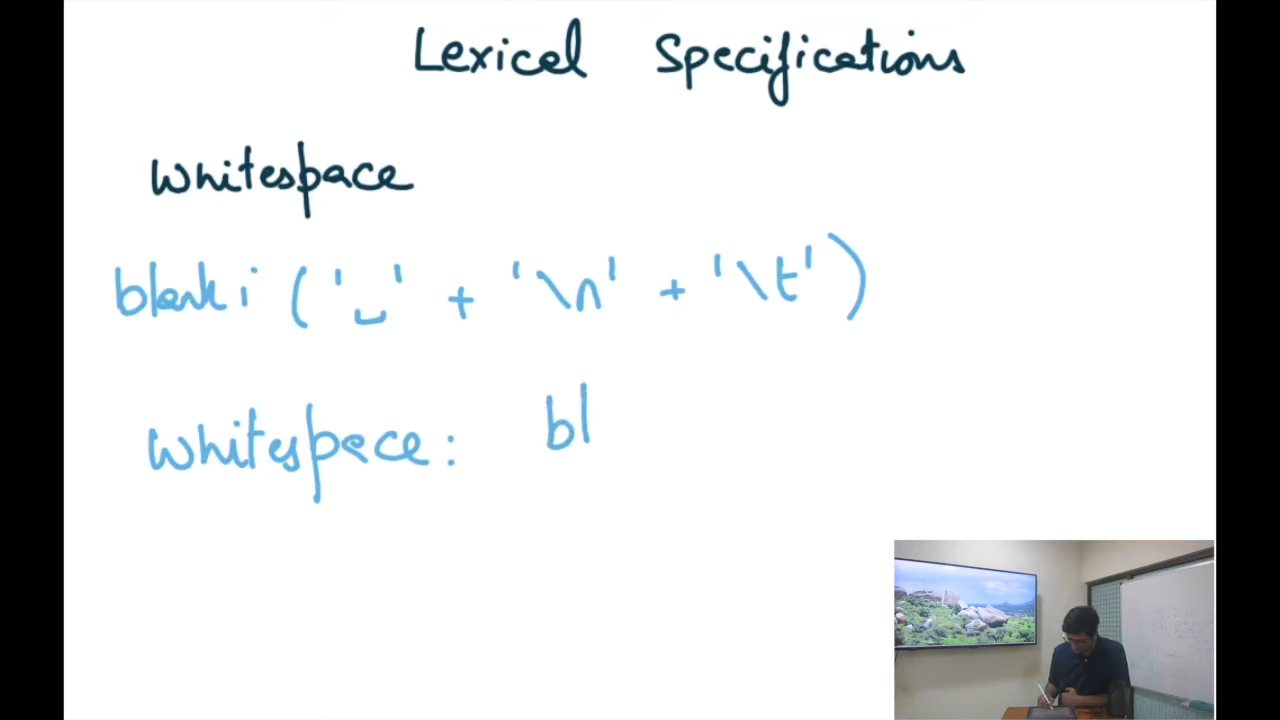 Lexical Specifications
whitespace
blank: ('␣' + '\n' + '\t')
whitespace: bl